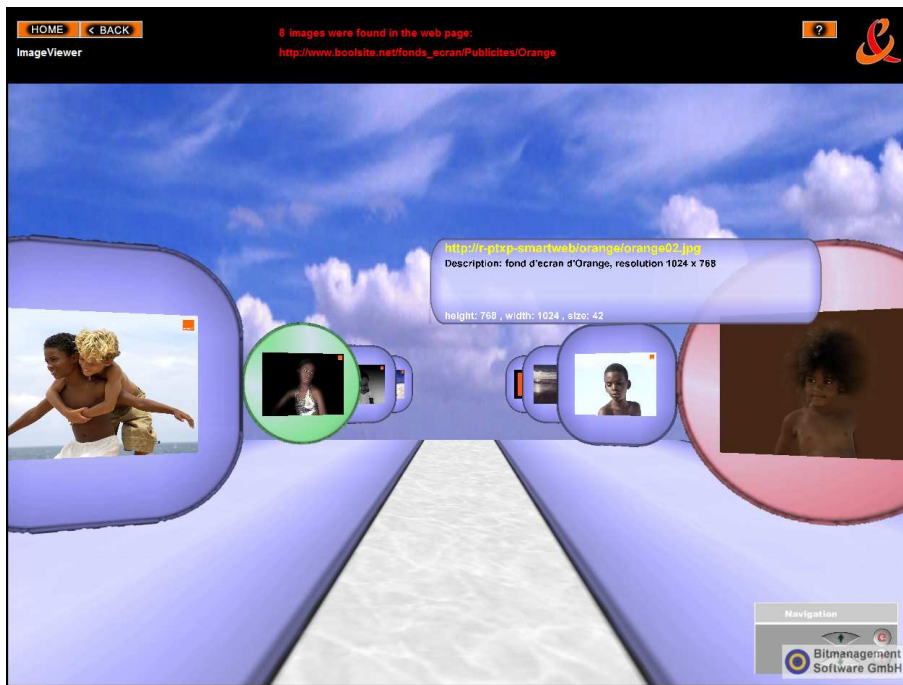 HOME < BACK
ImageViewer
8 images were found in the web page:
http://www.boolsite.net/fonds_ecran/Publicites/Orange
?
http://r-ptxp-smartweb/orange/orange02.jpg
Description: fond d'ecran d'Orange, resolution 1024 x 768
height: 768 , width: 1024 , size: 42
Navigation
Bitmanagement
Software GmbH